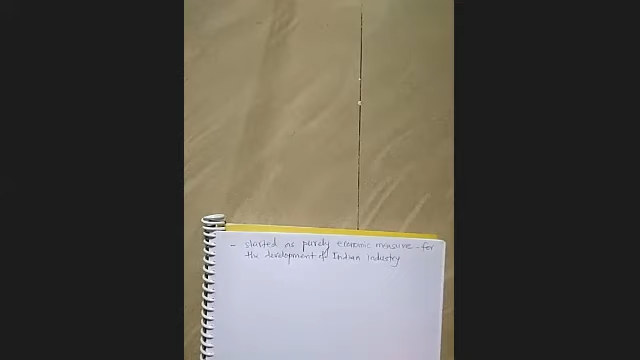 - started as purely economic measure for
the development of Indian Industry